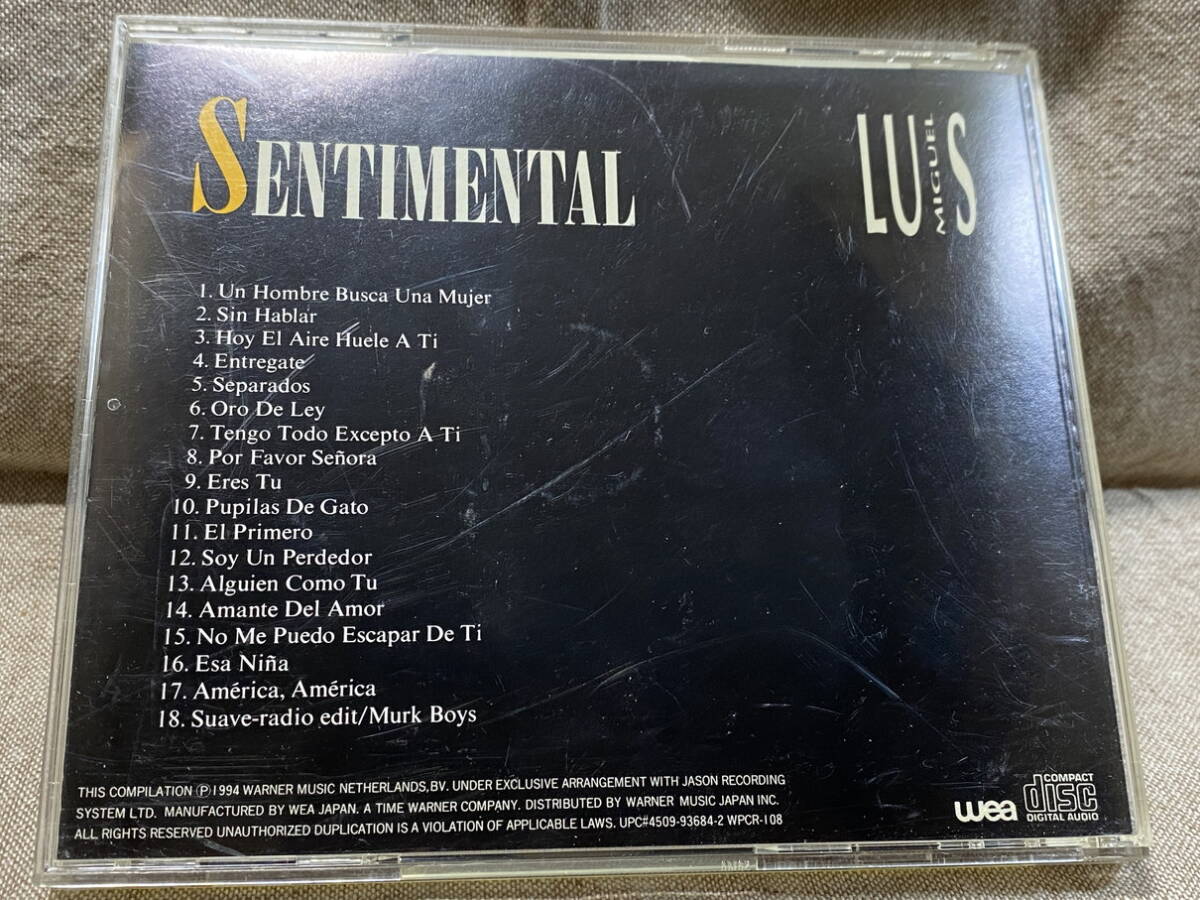 SENTIMENTAL
LUIS MIGUEL
1. Un Hombre Busca Una Mujer
2. Sin Hablar
3. Hoy El Aire Huele A Ti
4. Entregate
5. Separados
6. Oro De Ley
7. Tengo Todo Excepto A Ti
8. Por Favor Señora
9. Eres Tu
10. Pupilas De Gato
11. El Primero
12. Soy Un Perdedor
13. Alguien Como Tu
14. Amante Del Amor
15. No Me Puedo Escapar De Ti
16. Esa Niña
17. América, América
18. Suave-radio edit/Murk Boys
THIS COMPILATION Ⓟ1994 WARNER MUSIC NETHERLANDS,BV. UNDER EXCLUSIVE ARRANGEMENT WITH JASON RECORDING
SYSTEM LTD. MANUFACTURED BY WEA JAPAN. A TIME WARNER COMPANY. DISTRIBUTED BY WARNER MUSIC JAPAN INC.
ALL RIGHTS RESERVED UNAUTHORIZED DUPLICATION IS A VIOLATION OF APPLICABLE LAWS. UPC#4509-93684-2 WPCR-108
wea
COMPACT
disc
DIGITAL AUDIO